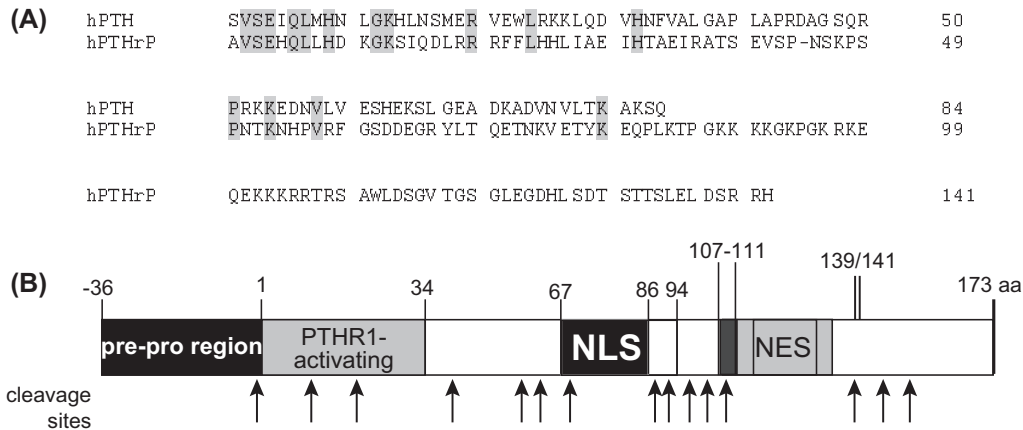 (A)
hPTH SVSEIQLMHN LGKHLNSMER VEWLRKKLQD VHNFVALGAP LAPRDAGSQR 50
hPTHrP AVSEHQLLHD KGKSIQDLRR RFFLHHLIAE IHTAEIRATS EVSP-NSKPS 49
hPTH PRKKEDNVLV ESHEKSLGEA DKADVNVLTK AKSQ 84
hPTHrP PNTKNHPVRF GSDDEGRYLT QETNKVETYK EQPLKTPGKK KKGKPGKRKE 99
hPTHrP QEKKKRRTRS AWLDSGVTGS GLEGDHLSDT STTSLELDSR RH 141
(B)
-36 1 34 67 86 94 107-111 139/141 173 aa
pre-pro region PTHR1-activating NLS NES
cleavage
sites